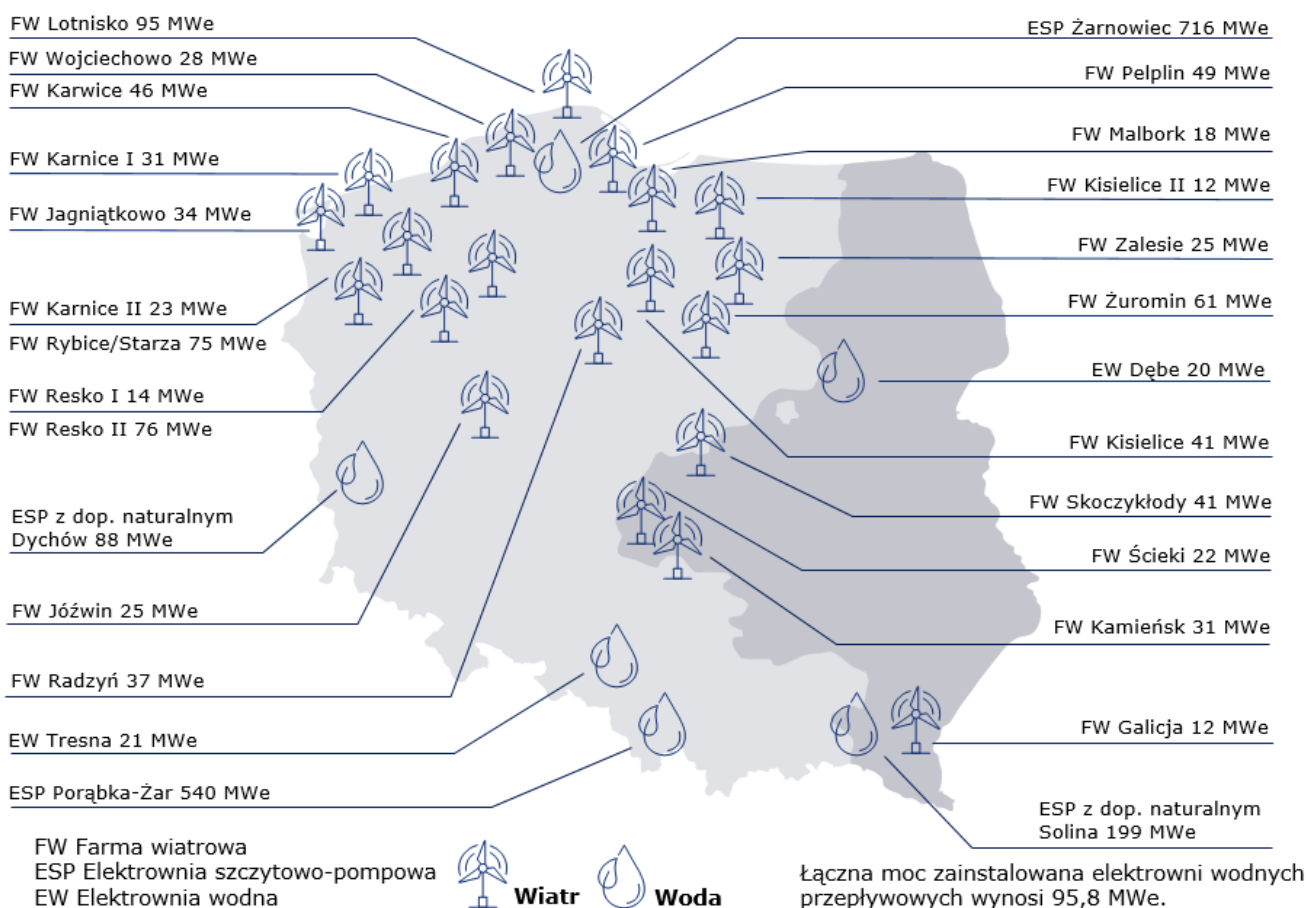 FW Lotnisko 95 MWe
FW Wojciechowo 28 MWe
FW Karwice 46 MWe
FW Karnice I 31 MWe
FW Jagniątkowo 34 MWe
FW Karnice II 23 MWe
FW Rybice/Starza 75 MWe
FW Resko I 14 MWe
FW Resko II 76 MWe
ESP z dop. naturalnym
Dychów 88 MWe
FW Jóźwin 25 MWe
FW Radzyń 37 MWe
EW Tresna 21 MWe
ESP Porąbka-Żar 540 MWe
ESP Żarnowiec 716 MWe
FW Pelplin 49 MWe
FW Malbork 18 MWe
FW Kisielice II 12 MWe
FW Zalesie 25 MWe
FW Żuromin 61 MWe
EW Dębe 20 MWe
FW Kisielice 41 MWe
FW Skoczykłody 41 MWe
FW Ścieki 22 MWe
FW Kamieńsk 31 MWe
FW Galicja 12 MWe
ESP z dop. naturalnym
Solina 199 MWe
FW Farma wiatrowa
ESP Elektrownia szczytowo-pompowa
EW Elektrownia wodna
Wiatr
Woda
Łączna moc zainstalowana elektrowni wodnych
przepływowych wynosi 95,8 MWe.